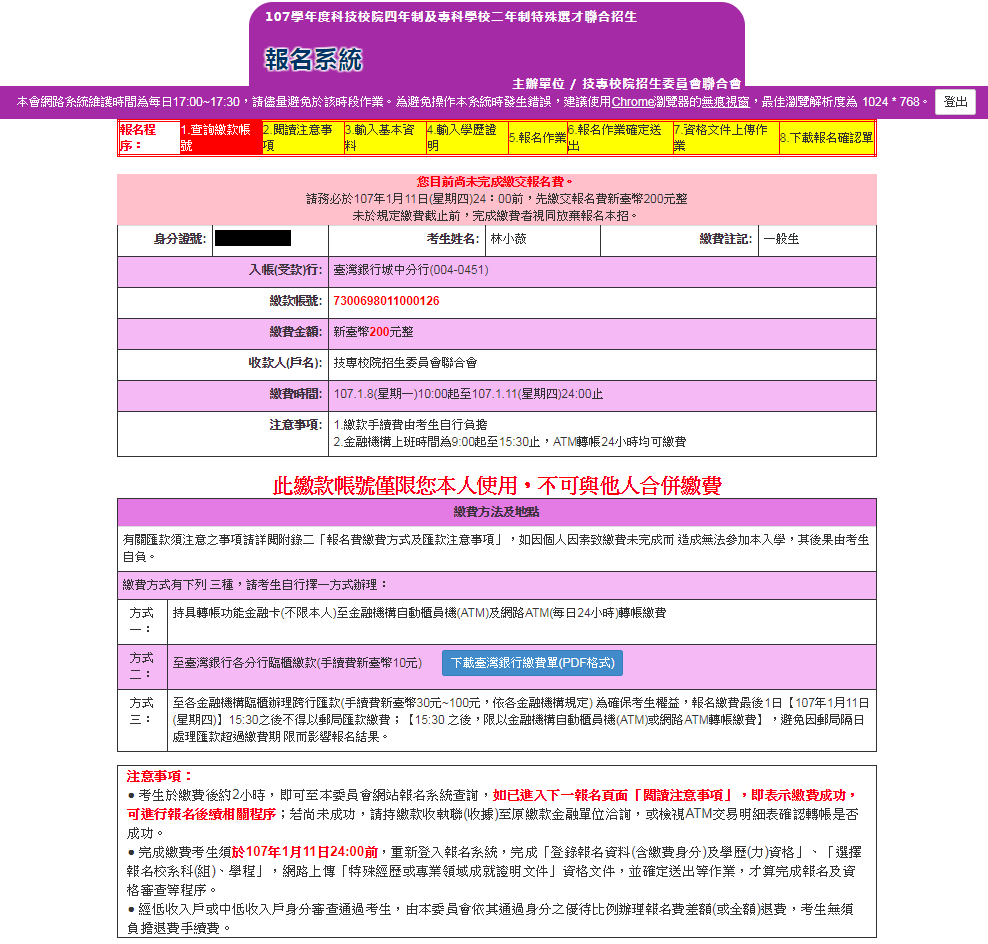 107學年度科技校院四年制及專科學校二年制特殊選才聯合招生
報名系統
主辦單位 / 技專校院招生委員會聯合會
本會網路系統維護時間為每日17:00~17:30，請儘量避免於該時段作業。為避免操作本系統時發生錯誤，建議使用Chrome瀏覽器的無痕視窗，最佳瀏覽解析度為 1024 * 768。 登出
報名程序：
1.查詢繳款帳號
2.閱讀注意事項
3.輸入基本資料
4.輸入學歷證明
5.報名作業
6.報名作業確定送出
7.資格文件上傳作業
8.下載報名確認單
您目前尚未完成繳交報名費。
請務必於107年1月11日(星期四)24：00前，先繳交報名費新臺幣200元整
未於規定繳費截止前，完成繳費者視同放棄報名本招。
身分證號: 考生姓名: 林小薇 繳費註記: 一般生
入帳(受款)行: 臺灣銀行城中分行(004-0451)
繳款帳號: 7300698011000126
繳費金額: 新臺幣200元整
收款人(戶名): 技專校院招生委員會聯合會
繳費時間: 107.1.8(星期一)10:00起至107.1.11(星期四)24:00止
注意事項: 1.繳款手續費由考生自行負擔
2.金融機構上班時間為9:00起至15:30止，ATM轉帳24小時均可繳費
此繳款帳號僅限您本人使用，不可與他人合併繳費
繳費方法及地點
有關匯款須注意之事項請詳閱附錄二「報名費繳費方式及匯款注意事項」，如因個人因素致繳費未完成而 造成無法參加本入學，其後果由考生
自負。
繳費方式有下列 三種，請考生自行擇一方式辦理：
方式一： 持具轉帳功能金融卡(不限本人)至金融機構自動櫃員機(ATM)及網路ATM(每日24小時)轉帳繳費
方式二： 至臺灣銀行各分行臨櫃繳款(手續費新臺幣10元) 下載臺灣銀行繳費單(PDF格式)
方式三： 至各金融機構臨櫃辦理跨行匯款(手續費新臺幣30元~100元，依各金融機構規定) 為確保考生權益，報名繳費最後1日【107年1月11日
(星期四)】15:30之後不得以郵局匯款繳費；【15:30 之後，限以金融機構自動櫃員機(ATM)或網路ATM轉帳繳費】，避免因郵局隔日
處理匯款超過繳費期 限而影響報名結果。
注意事項：
● 考生於繳費後約2小時，即可至本委員會網站報名系統查詢，如已進入下一報名頁面「閱讀注意事項」，即表示繳費成功，
可進行報名後續相關程序；若尚未成功，請持繳款收執聯(收據)至原繳款金融單位洽詢，或檢視ATM交易明細表確認轉帳是否
成功。
● 完成繳費考生須於107年1月11日24:00前，重新登入報名系統，完成「登錄報名資料(含繳費身分)及學歷(力)資格」、「選擇
報名校系科(組)、學程」，網路上傳「特殊經歷或專業領域成就證明文件」資格文件，並確定送出等作業，才算完成報名及資
格審查等程序。
● 經低收入戶或中低收入戶身分審查通過考生，由本委員會依其通過身分之優待比例辦理報名費差額(或全額)退費，考生無須
負擔退費手續費。